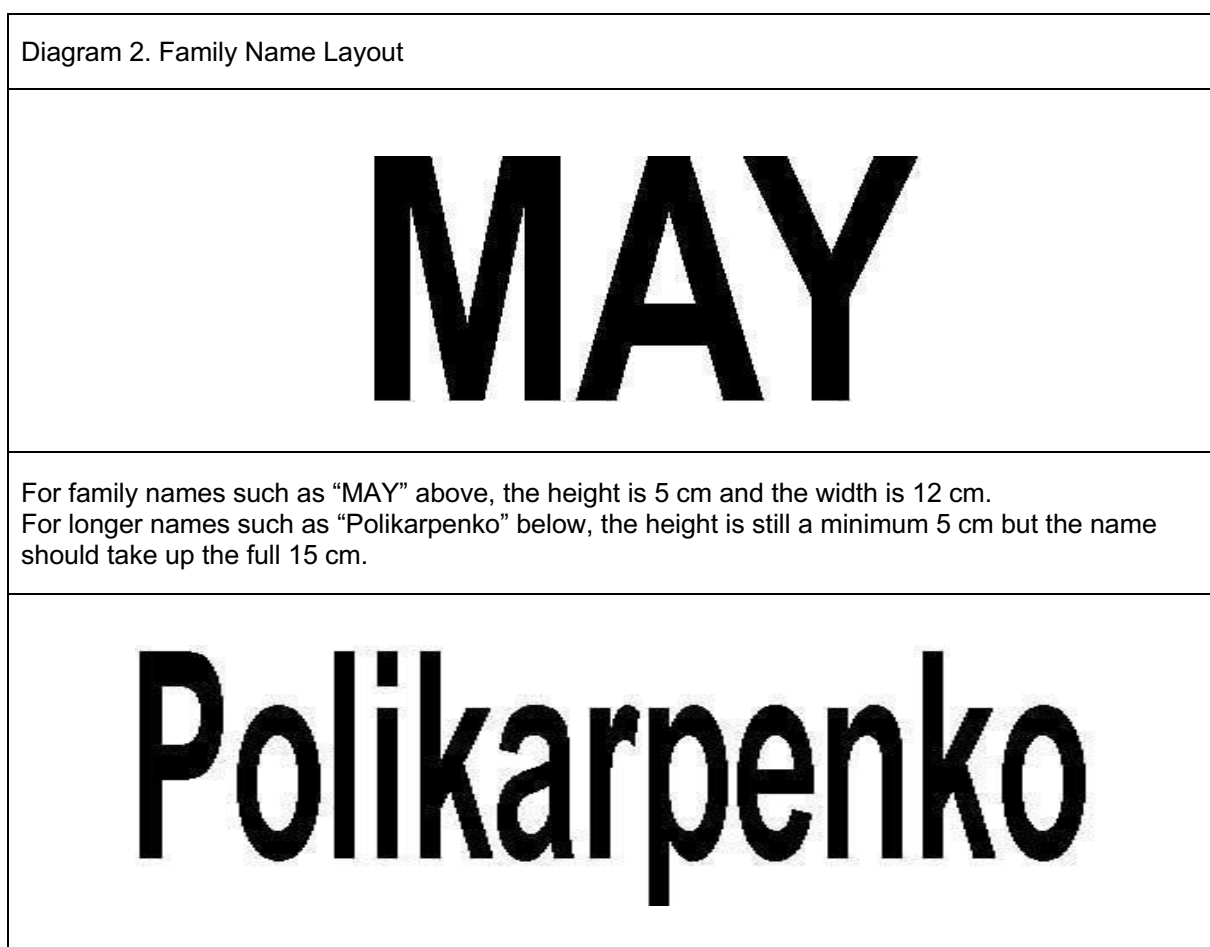 Diagram 2. Family Name Layout
MAY
For family names such as “MAY” above, the height is 5 cm and the width is 12 cm.
For longer names such as “Polikarpenko” below, the height is still a minimum 5 cm but the name
should take up the full 15 cm.
Polikarpenko